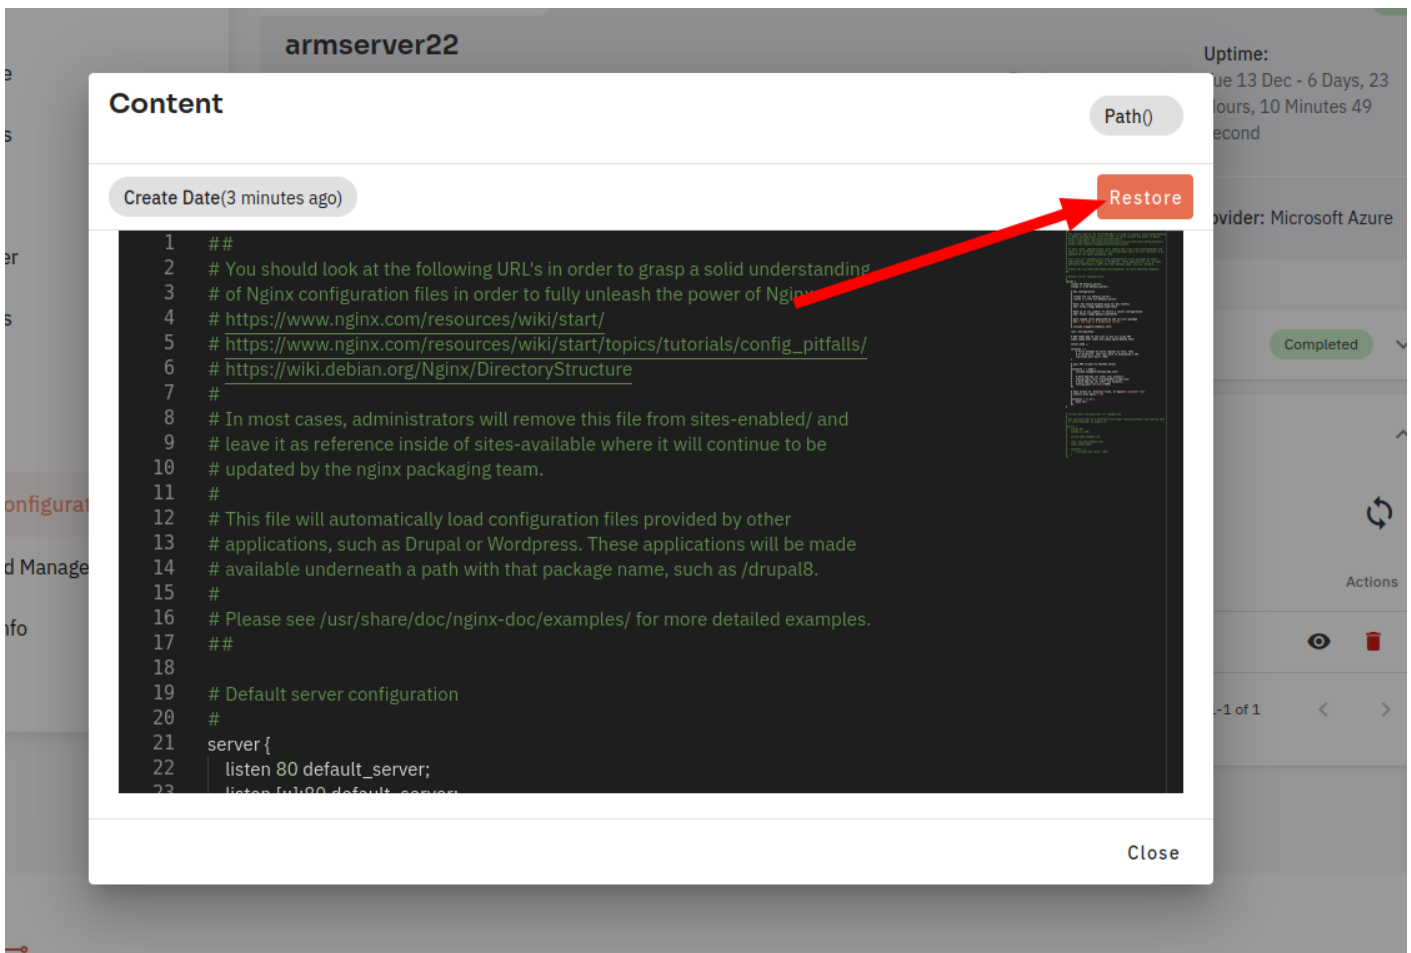 armserver22
Uptime:
ue 13 Dec - 6 Days, 23
ours, 10 Minutes 49
econd
Content
Path()
Create Date(3 minutes ago)
Restore
ovider: Microsoft Azure
1 ##
2 # You should look at the following URL's in order to grasp a solid understanding
3 # of Nginx configuration files in order to fully unleash the power of Nginx.
4 # https://www.nginx.com/resources/wiki/start/
5 # https://www.nginx.com/resources/wiki/start/topics/tutorials/config_pitfalls/
6 # https://wiki.debian.org/Nginx/DirectoryStructure
7 #
8 # In most cases, administrators will remove this file from sites-enabled/ and
9 # leave it as reference inside of sites-available where it will continue to be
10 # updated by the nginx packaging team.
11 #
12 # This file will automatically load configuration files provided by other
13 # applications, such as Drupal or Wordpress. These applications will be made
14 # available underneath a path with that package name, such as /drupal8.
15 #
16 # Please see /usr/share/doc/nginx-doc/examples/ for more detailed examples.
17 ##
18
19 # Default server configuration
20 #
21 server {
22 listen 80 default_server;
23 listen [::]:80 default_server;
Completed
onfigurat
d Manage
nfo
Actions
-1 of 1
Close